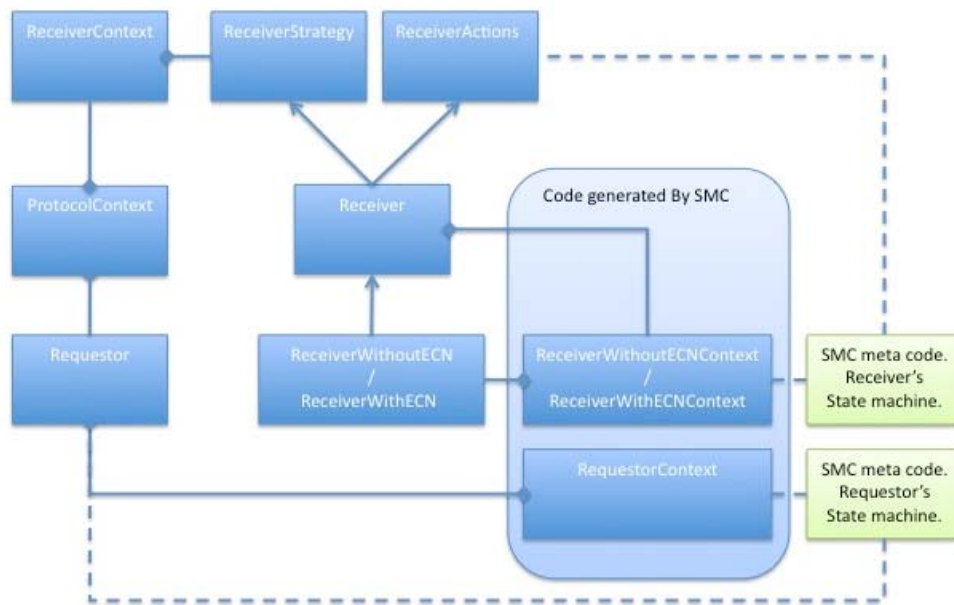 ReceiverContext
ReceiverStrategy
ReceiverActions
ProtocolContext
Receiver
Code generated By SMC
Requestor
ReceiverWithoutECN
/
ReceiverWithECN
ReceiverWithoutECNContext
/
ReceiverWithECNContext
SMC meta code.
Receiver's
State machine.
RequestorContext
SMC meta code.
Requestor's
State machine.